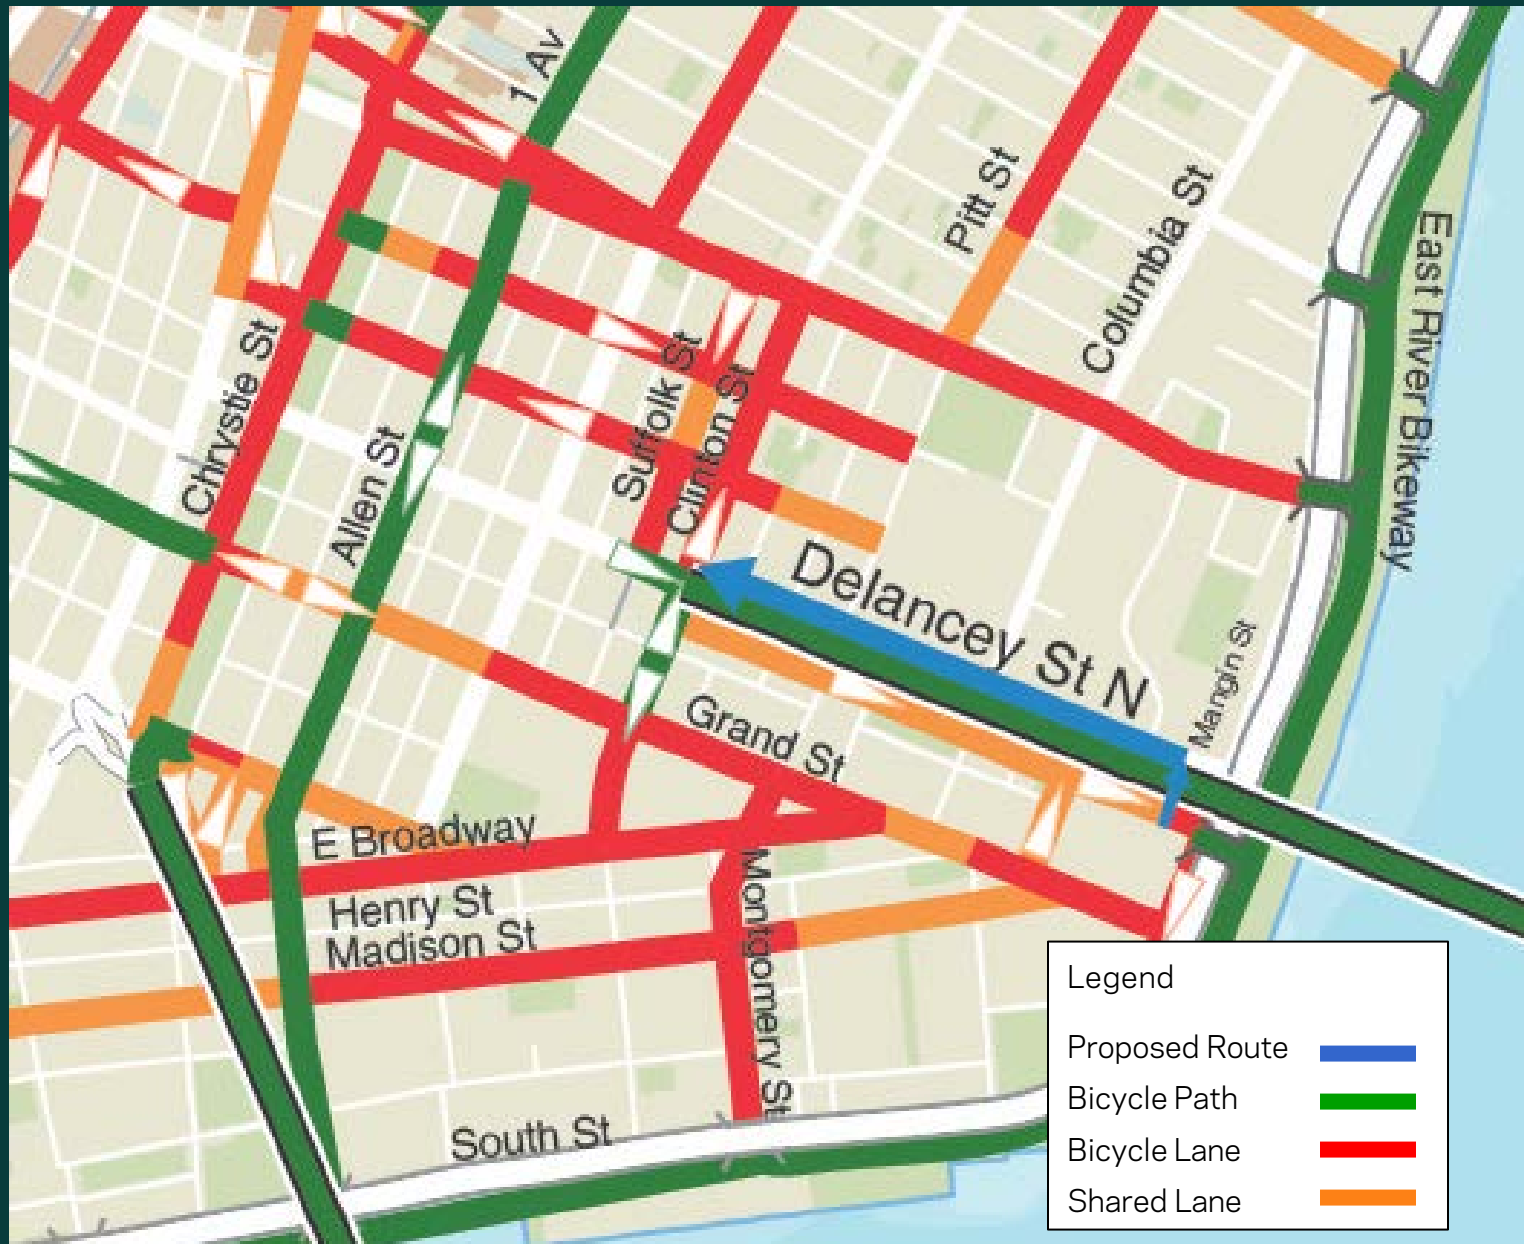 1 Av
Pitt St
Columbia St
East River Bikeway
Chrystie St
Allen St
Suffolk St
Clinton St
Delancey St N
Mangin St
Grand St
E Broadway
Henry St
Madison St
Montgomery St
South St
Legend
Proposed Route
Bicycle Path
Bicycle Lane
Shared Lane